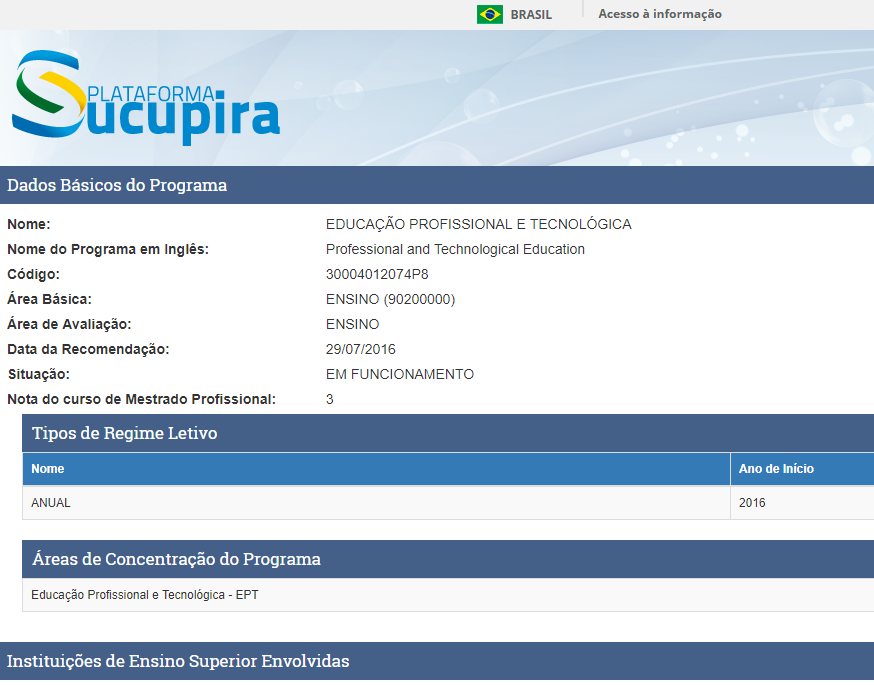 BRASIL Acesso à informação
PLATAFORMA
Sucupira
Dados Básicos do Programa
Nome: EDUCAÇÃO PROFISSIONAL E TECNOLÓGICA
Nome do Programa em Inglês: Professional and Technological Education
Código: 30004012074P8
Área Básica: ENSINO (90200000)
Área de Avaliação: ENSINO
Data da Recomendação: 29/07/2016
Situação: EM FUNCIONAMENTO
Nota do curso de Mestrado Profissional: 3
Tipos de Regime Letivo
Nome Ano de Início
ANUAL 2016
Áreas de Concentração do Programa
Educação Profissional e Tecnológica - EPT
Instituições de Ensino Superior Envolvidas